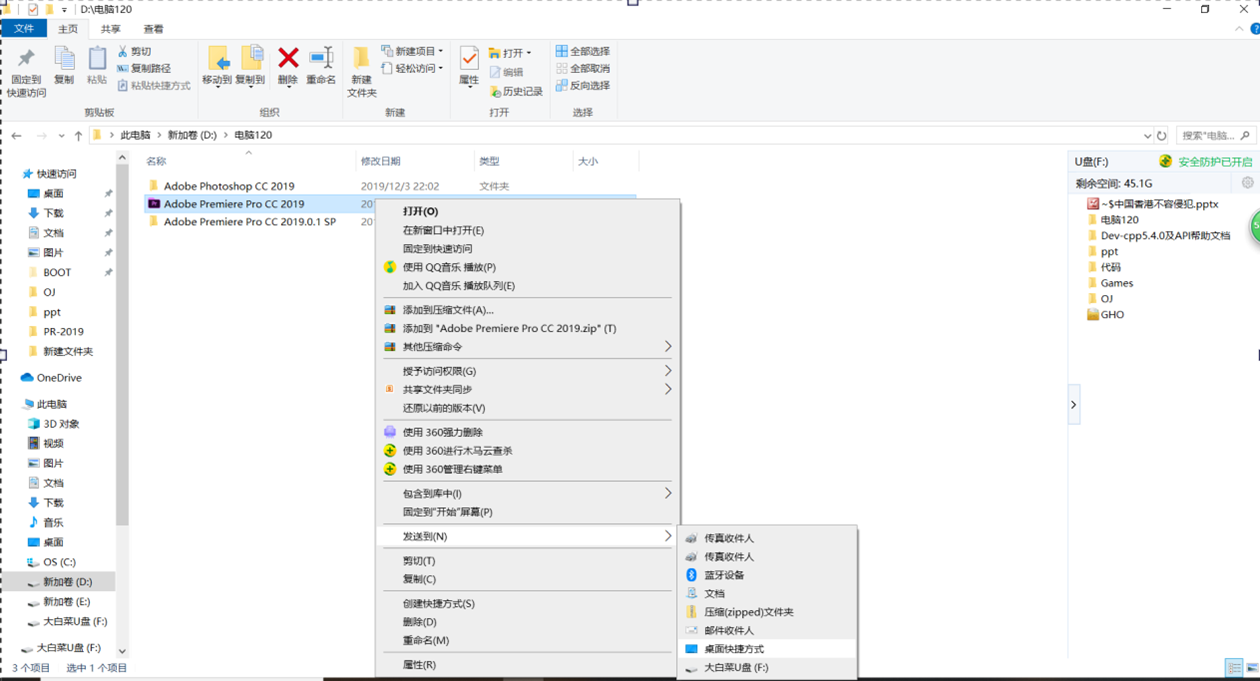 D:\电脑120
文件
主页
共享
查看
固定到
快速访问
复制
粘贴
剪切
复制路径
粘贴快捷方式
剪贴板
移动到
复制到
删除
重命名
组织
新建
文件夹
新建项目
轻松访问
新建
属性
打开
编辑
历史记录
打开
全部选择
全部取消
反向选择
选择
此电脑 > 新加卷 (D:) > 电脑120
搜索"电脑...
快速访问
桌面
下载
文档
图片
BOOT
OJ
ppt
PR-2019
新建文件夹
OneDrive
此电脑
3D 对象
视频
图片
文档
下载
音乐
桌面
OS (C:)
新加卷 (D:)
新加卷 (E:)
大白菜U盘 (F:)
大白菜U盘 (F:)
3 个项目
选中 1 个项目
名称
修改日期
类型
大小
Adobe Photoshop CC 2019
2019/12/3 22:02
文件夹
Adobe Premiere Pro CC 2019
201
Adobe Premiere Pro CC 2019.0.1 SP
201
打开(O)
在新窗口中打开(E)
固定到快速访问
使用 QQ音乐 播放(P)
加入 QQ音乐 播放队列(E)
添加到压缩文件(A)...
添加到 "Adobe Premiere Pro CC 2019.zip" (T)
其他压缩命令
授予访问权限(G)
共享文件夹同步
还原以前的版本(V)
使用 360强力删除
使用 360进行木马云查杀
使用 360管理右键菜单
包含到库中(I)
固定到"开始"屏幕(P)
发送到(N)
剪切(T)
复制(C)
创建快捷方式(S)
删除(D)
重命名(M)
属性(R)
传真收件人
传真收件人
蓝牙设备
文档
压缩(zipped)文件夹
邮件收件人
桌面快捷方式
大白菜U盘 (F:)
U盘(F:)
安全防护已开启
剩余空间: 45.1G
~$中国香港不容侵犯.pptx
电脑120
Dev-cpp5.4.0及API帮助文档
ppt
代码
Games
OJ
GHO